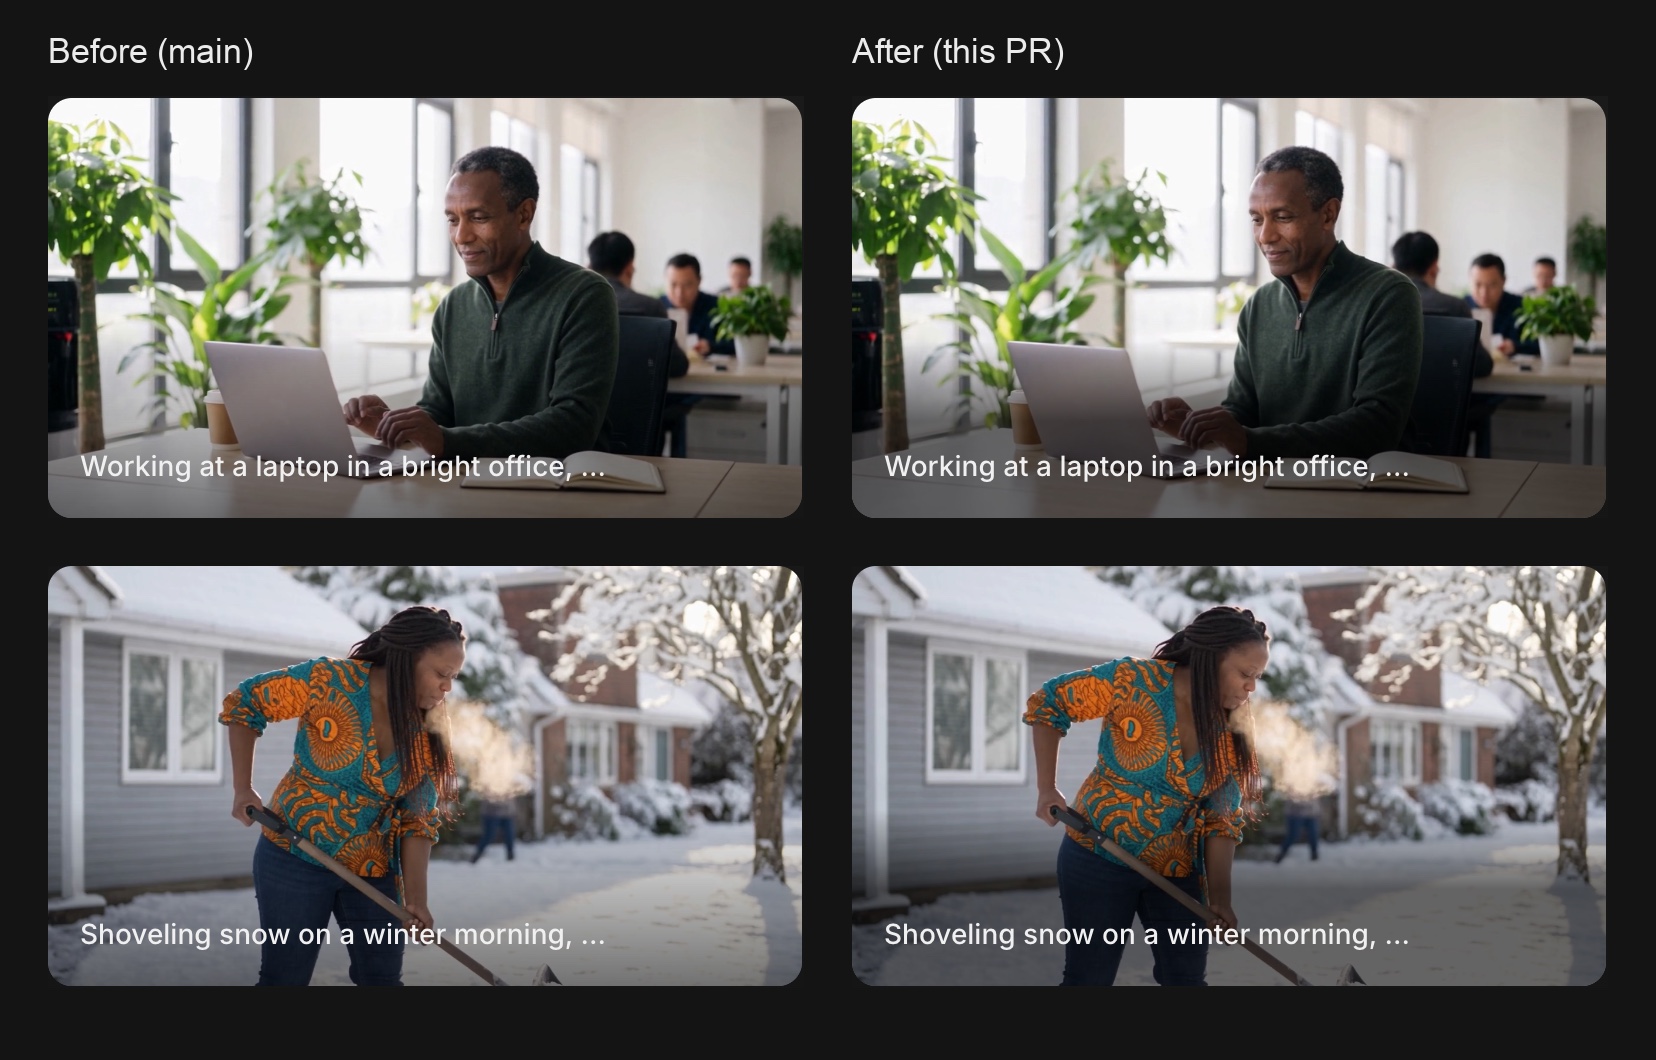 Before (main)
After (this PR)
Working at a laptop in a bright office, ...
Working at a laptop in a bright office, ...
Shoveling snow on a winter morning, ...
Shoveling snow on a winter morning, ...